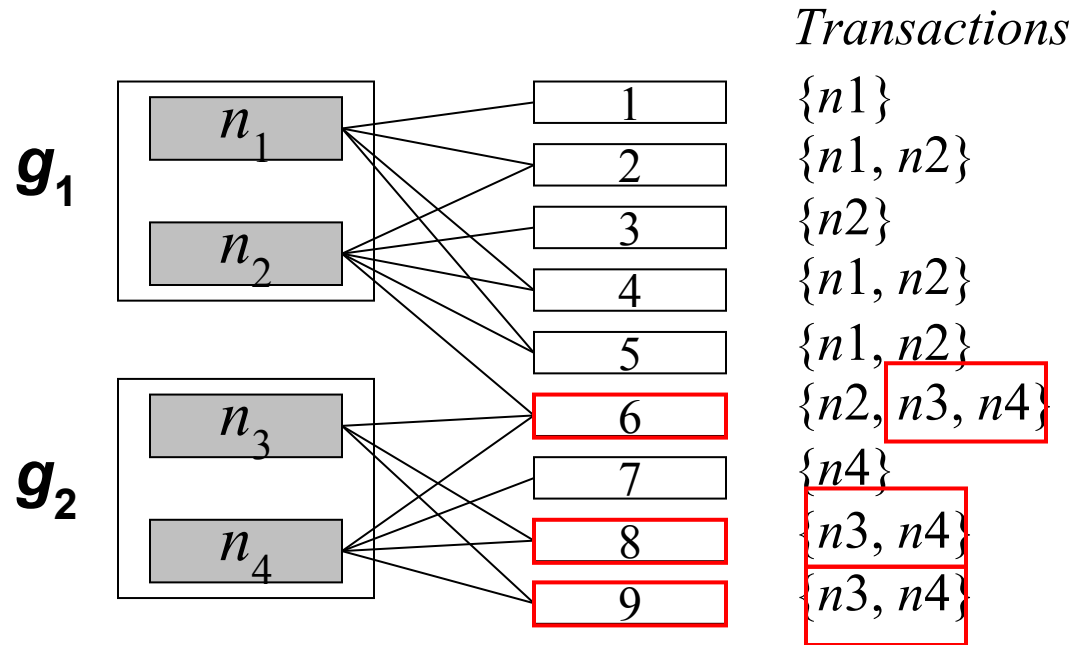 Transactions
g1
n1
n2
1
2
3
4
5
{n1}
{n1, n2}
{n2}
{n1, n2}
{n1, n2}
g2
n3
n4
6
7
8
9
{n2, n3, n4}
{n4}
{n3, n4}
{n3, n4}